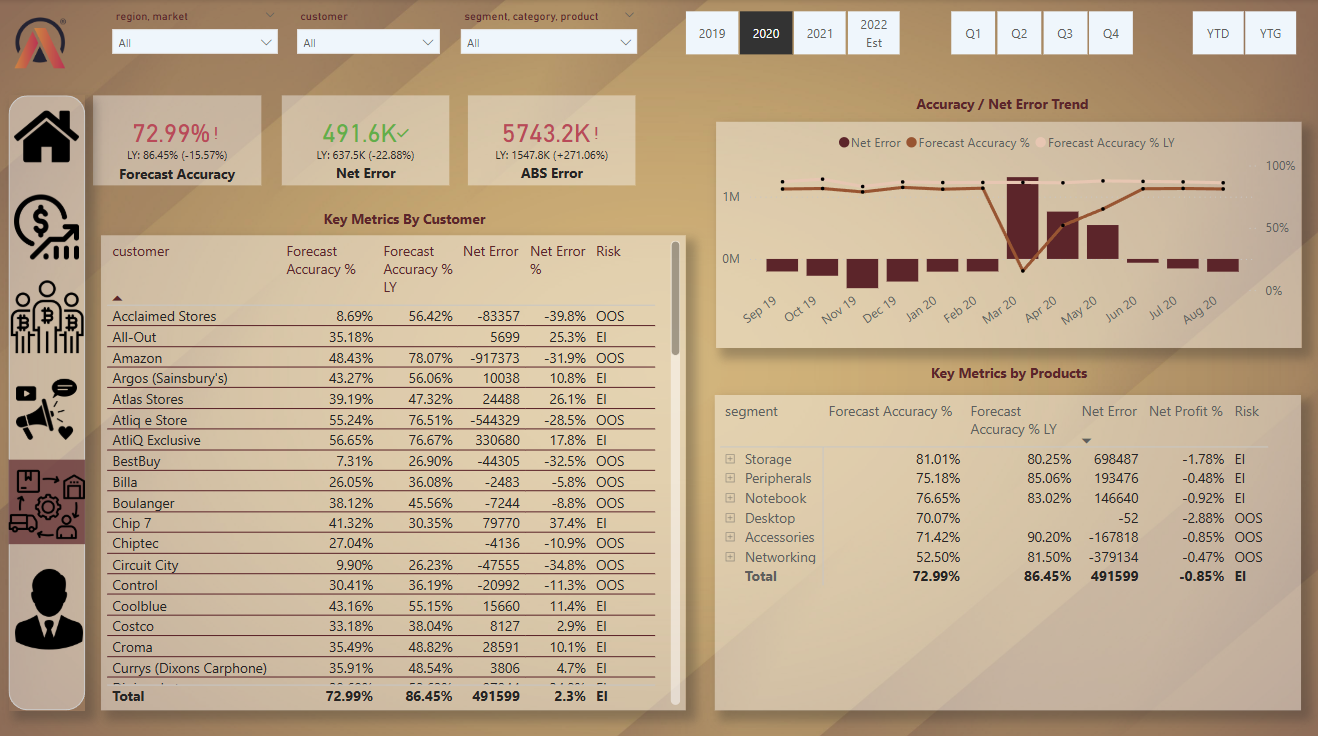 region, market
customer
segment, category, product
All
All
All
2019
2020
2021
2022
Est
Q1
Q2
Q3
Q4
YTD
YTG
72.99% !
LY: 86.45% (-15.57%)
Forecast Accuracy
491.6K✓
LY: 637.5K (-22.88%)
Net Error
5743.2K !
LY: 1547.8K (+271.06%)
ABS Error
Key Metrics By Customer
customer Forecast Accuracy % Forecast Accuracy % LY Net Error Net Error % Risk
Acclaimed Stores 8.69% 56.42% -83357 -39.8% OOS
All-Out 35.18% 5699 25.3% EI
Amazon 48.43% 78.07% -917373 -31.9% OOS
Argos (Sainsbury's) 43.27% 56.06% 10038 10.8% EI
Atlas Stores 39.19% 47.32% 24488 26.1% EI
Atliq e Store 55.24% 76.51% -544329 -28.5% OOS
AtliQ Exclusive 56.65% 76.67% 330680 17.8% EI
BestBuy 7.31% 26.90% -44305 -32.5% OOS
Billa 26.05% 36.08% -2483 -5.8% OOS
Boulanger 38.12% 45.56% -7244 -8.8% OOS
Chip 7 41.32% 30.35% 79770 37.4% EI
Chiptec 27.04% -4136 -10.9% OOS
Circuit City 9.90% 26.23% -47555 -34.8% OOS
Control 30.41% 36.19% -20992 -11.3% OOS
Coolblue 43.16% 55.15% 15660 11.4% EI
Costco 33.18% 38.04% 8127 2.9% EI
Croma 35.49% 48.82% 28591 10.1% EI
Currys (Dixons Carphone) 35.91% 48.54% 3806 4.7% EI
Total 72.99% 86.45% 491599 2.3% EI
Accuracy / Net Error Trend
Net Error Forecast Accuracy % Forecast Accuracy % LY
1M
0M
100%
50%
0%
Sep 19
Oct 19
Nov 19
Dec 19
Jan 20
Feb 20
Mar 20
Apr 20
May 20
Jun 20
Jul 20
Aug 20
Key Metrics by Products
segment Forecast Accuracy % Forecast Accuracy % LY Net Error Net Profit % Risk
Storage 81.01% 80.25% 698487 -1.78% EI
Peripherals 75.18% 85.06% 193476 -0.48% EI
Notebook 76.65% 83.02% 146640 -0.92% EI
Desktop 70.07% -52 -2.88% OOS
Accessories 71.42% 90.20% -167818 -0.85% OOS
Networking 52.50% 81.50% -379134 -0.47% OOS
Total 72.99% 86.45% 491599 -0.85% EI